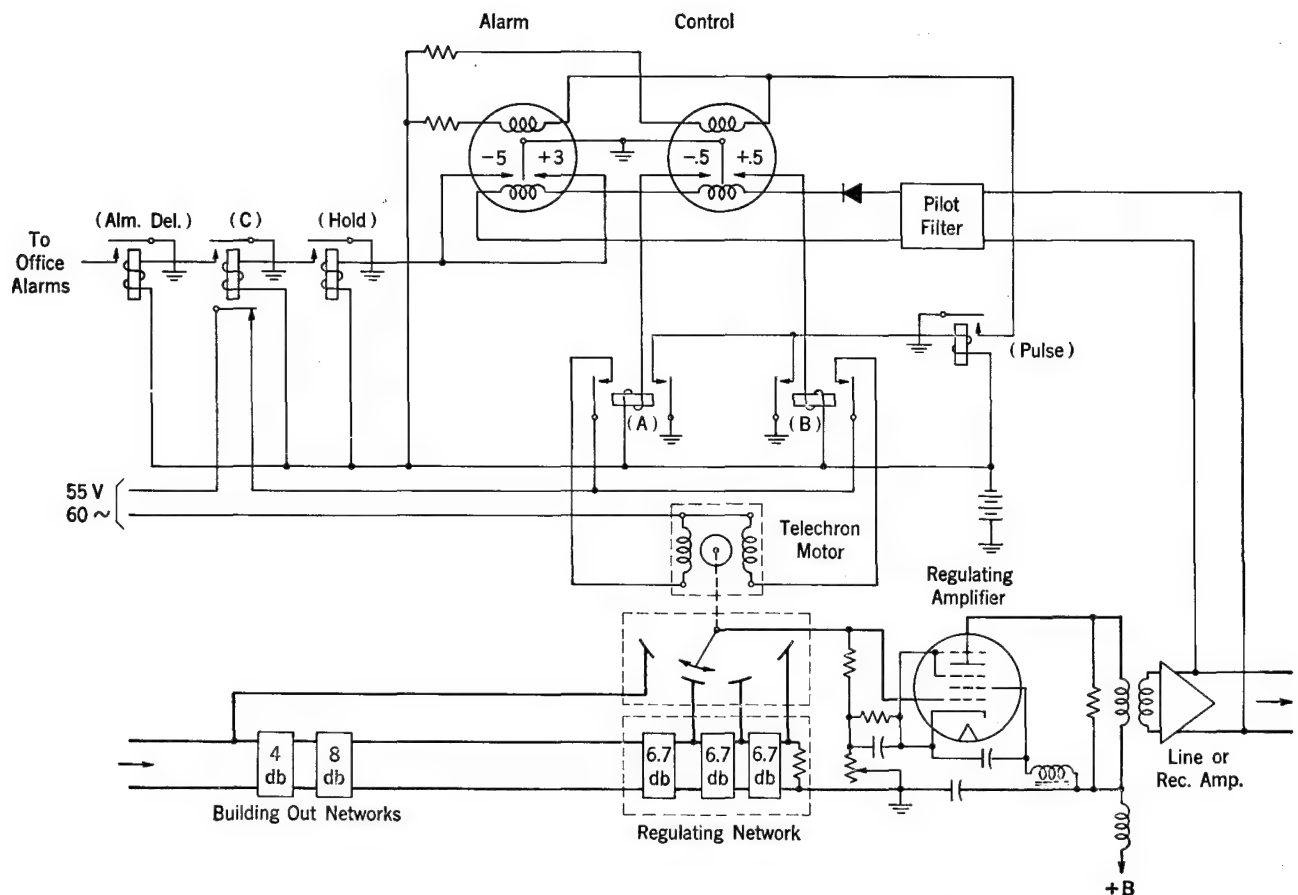 Alarm
Control
−5
+3
−.5
+.5
Pilot
Filter
(Alm. Del.)
(C)
(Hold)
To
Office
Alarms
(Pulse)
(A)
(B)
55 V
60 ~
Telechron
Motor
Regulating
Amplifier
4
db
8
db
6.7
db
6.7
db
6.7
db
Building Out Networks
Regulating Network
Line or
Rec. Amp.
+B